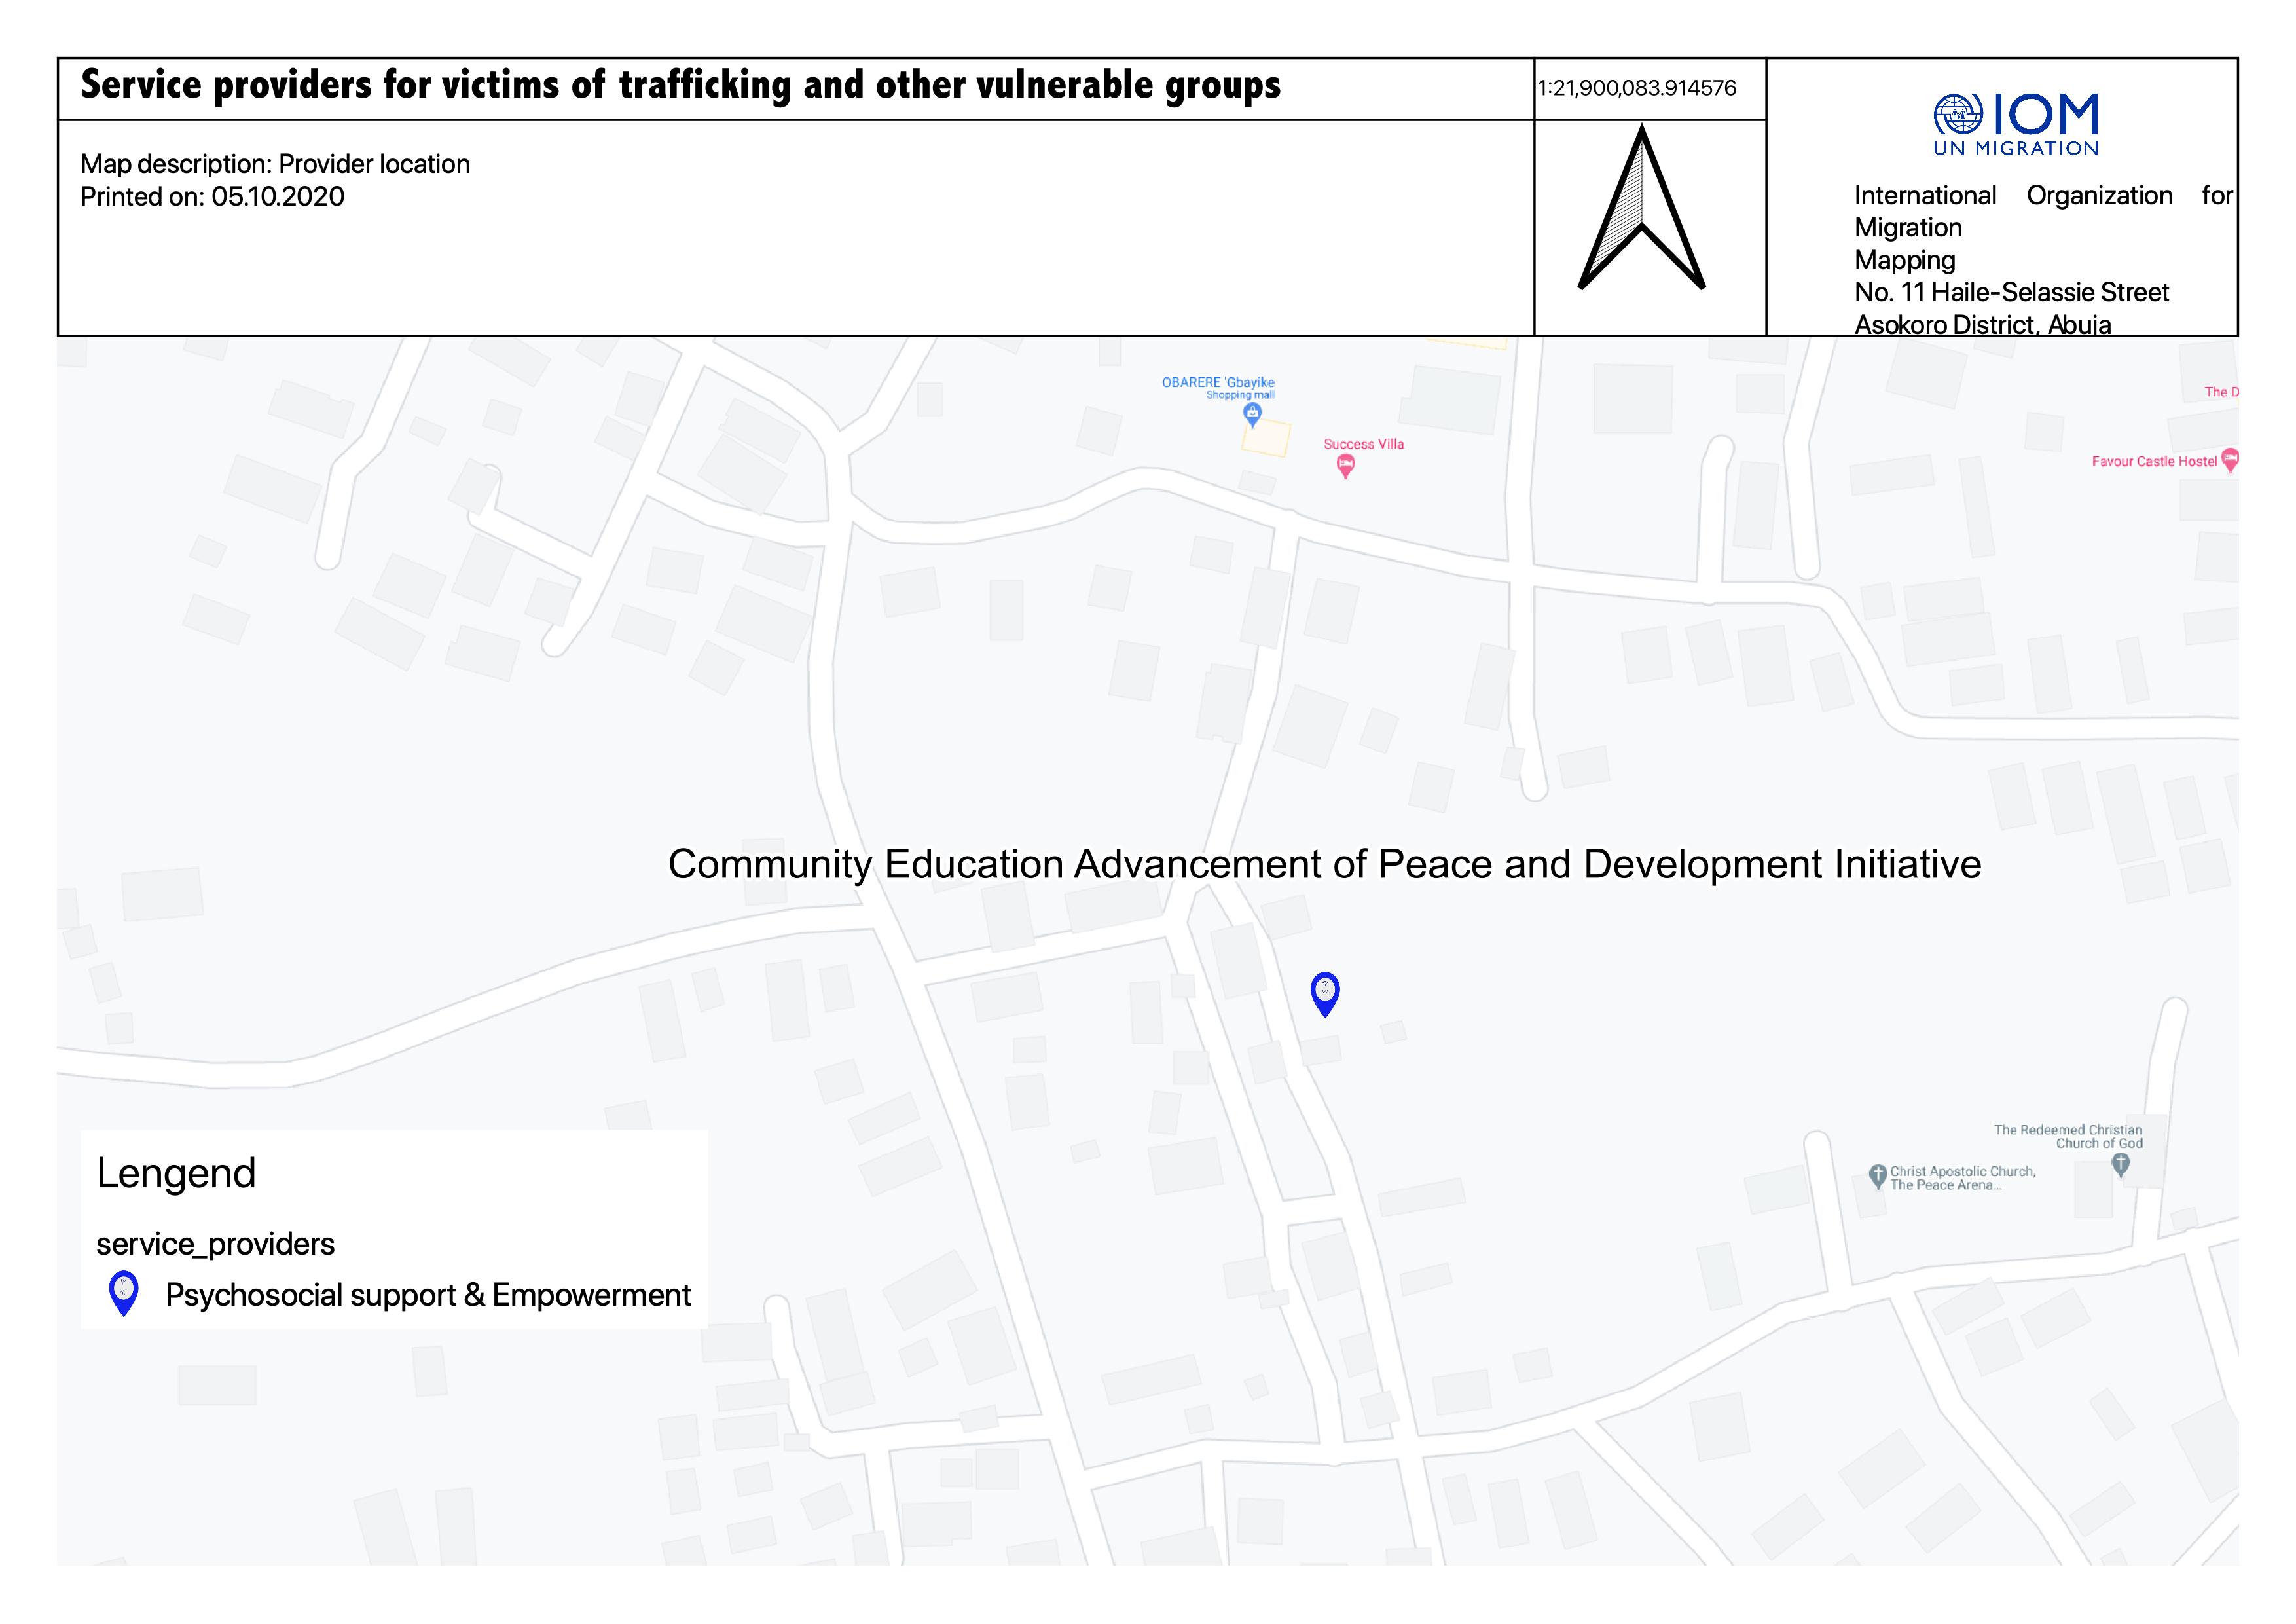 Service providers for victims of trafficking and other vulnerable groups
1:21,900,083.914576
Map description: Provider location
Printed on: 05.10.2020
IOM
UN MIGRATION
International Organization for
Migration
Mapping
No. 11 Haile-Selassie Street
Asokoro District, Abuja
OBARERE 'Gbayike
Shopping mall
Success Villa
The D
Favour Castle Hostel
Community Education Advancement of Peace and Development Initiative
The Redeemed Christian
Church of God
Christ Apostolic Church,
The Peace Arena...
Lengend
service_providers
Psychosocial support & Empowerment